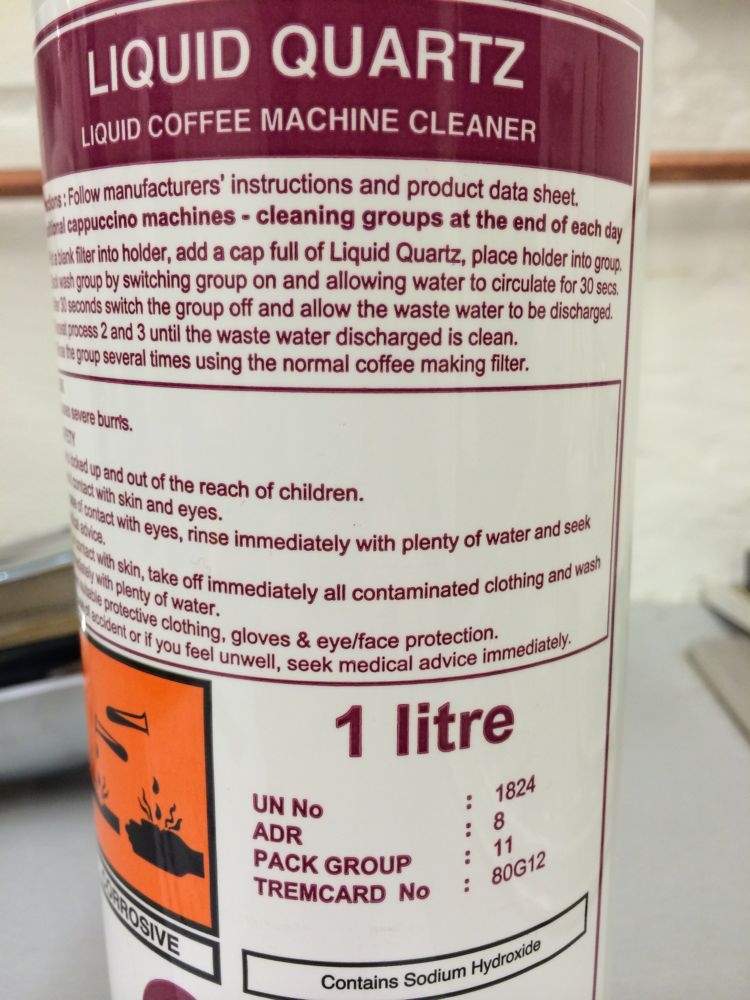 LIQUID QUARTZ
LIQUID COFFEE MACHINE CLEANER
: Follow manufacturers' instructions and product data sheet.
cappuccino machines - cleaning groups at the end of each day
blank filter into holder, add a cap full of Liquid Quartz, place holder into group.
wash group by switching group on and allowing water to circulate for 30 secs.
30 seconds switch the group off and allow the waste water to be discharged.
process 2 and 3 until the waste water discharged is clean.
the group several times using the normal coffee making filter.
severe burns.
up and out of the reach of children.
contact with skin and eyes.
of contact with eyes, rinse immediately with plenty of water and seek
advice.
with skin, take off immediately all contaminated clothing and wash
with plenty of water.
protective clothing, gloves & eye/face protection.
accident or if you feel unwell, seek medical advice immediately.
1 litre
UN No : 1824
ADR : 8
PACK GROUP : 11
TREMCARD No : 80G12
CORROSIVE
Contains Sodium Hydroxide